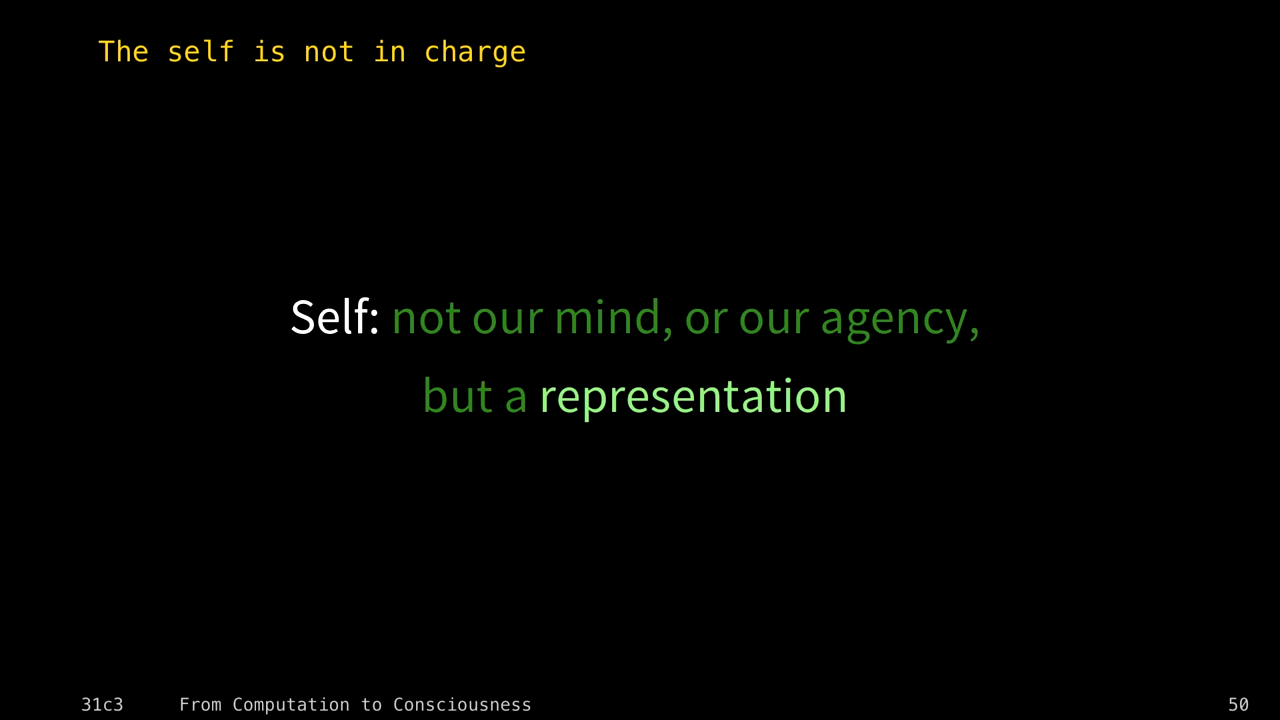 The self is not in charge
Self: not our mind, or our agency,
but a representation
31c3 From Computation to Consciousness 50